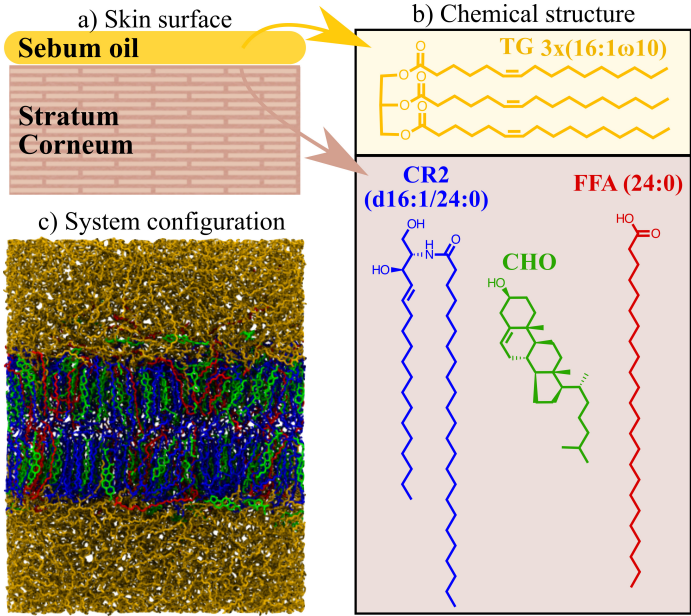 a) Skin surface
Sebum oil
Stratum
Corneum
b) Chemical structure
TG 3x(16:1ω10)
O
O
O
O
O
O
CR2
(d16:1/24:0)
OH
HO
H
N
O
CHO
HO
FFA (24:0)
HO
O
c) System configuration